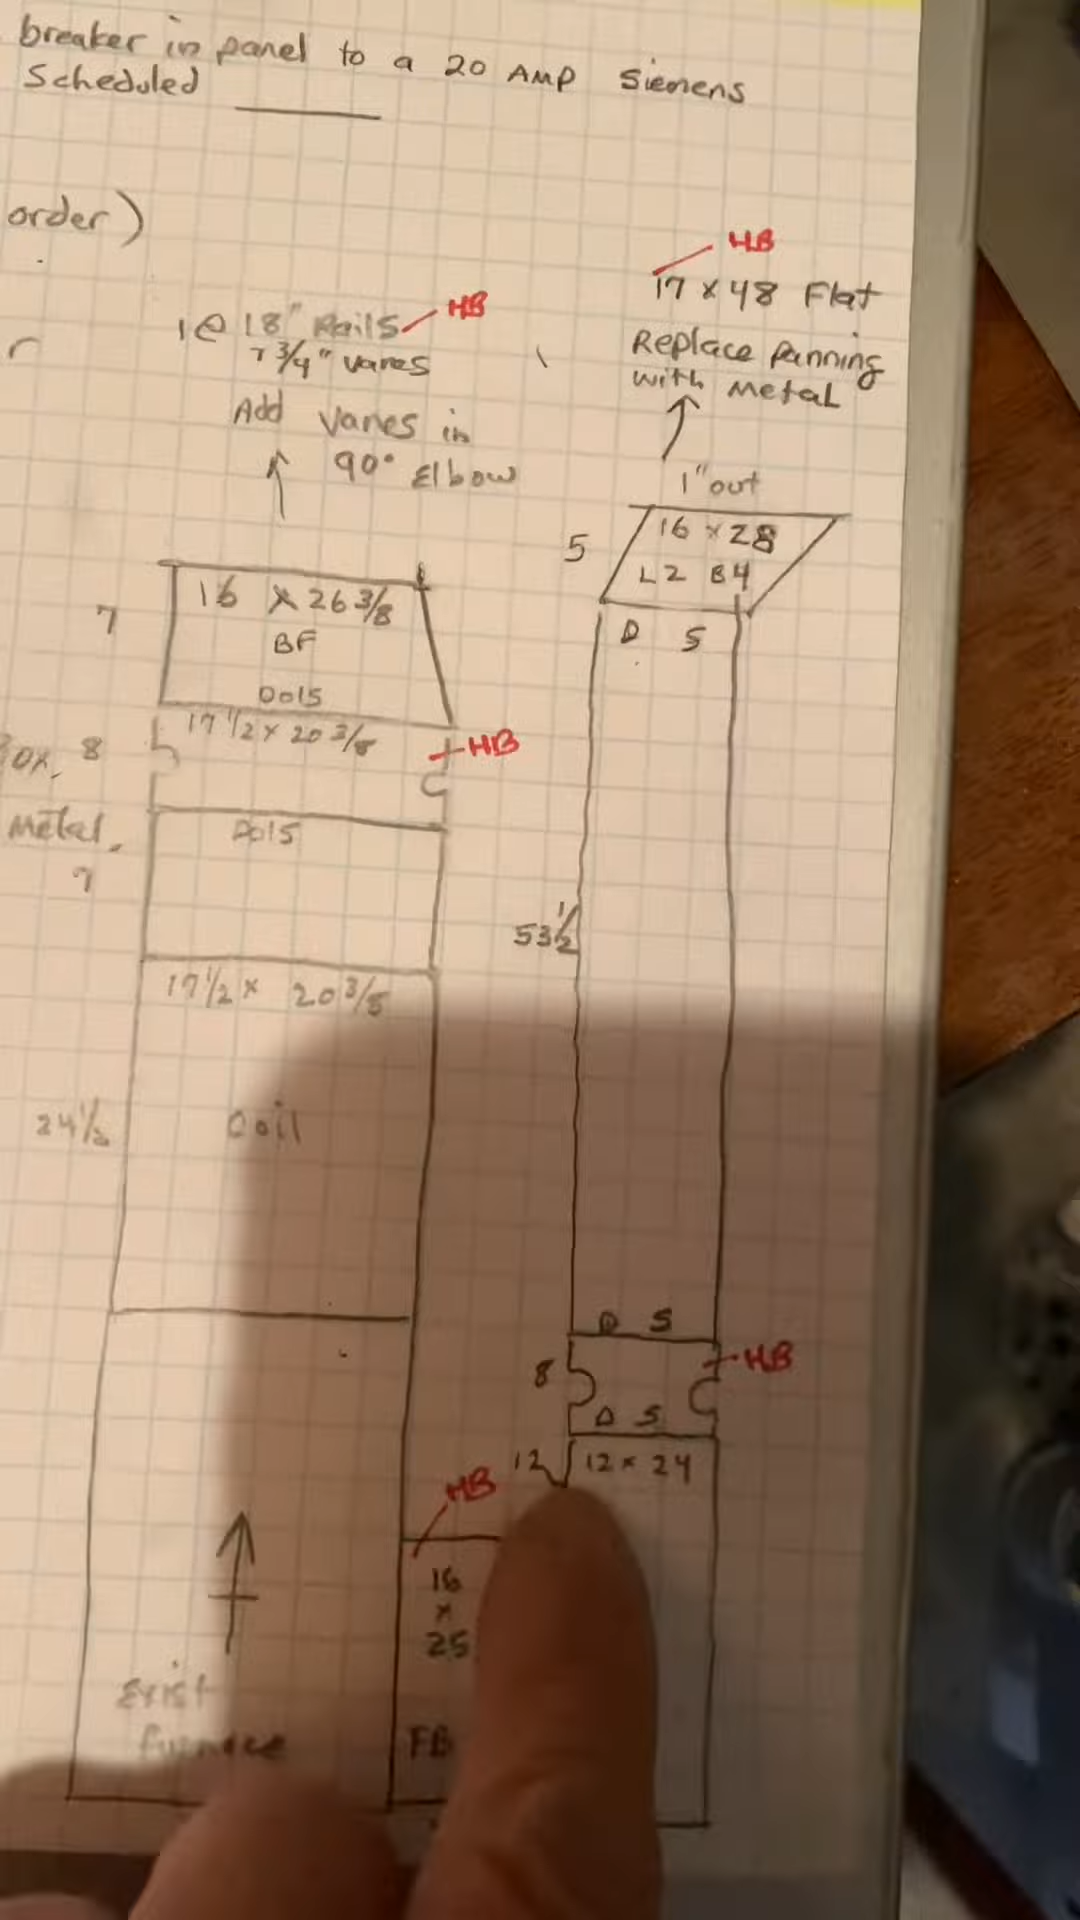 breaker in panel to a 20 AMP Siemens
Scheduled
order)
HB
17 x 48 Flat
Replace Panning
with Metal
1" out
1@ 18" Rails HB
7 3/4" vanes
Add Vanes in
90° Elbow
5
16 x 28
L2 B4
D S
7
16 x 26 3/8
BF
DolS
17 1/2 x 20 3/8
HB
Box, 8
Metal,
7
DolS
53 1/2
17 1/2 x 20 3/8
24 1/2
Coil
D S
8
HB
D S
12
12 x 24
HB
16
x
25
Exist
furnace
FB